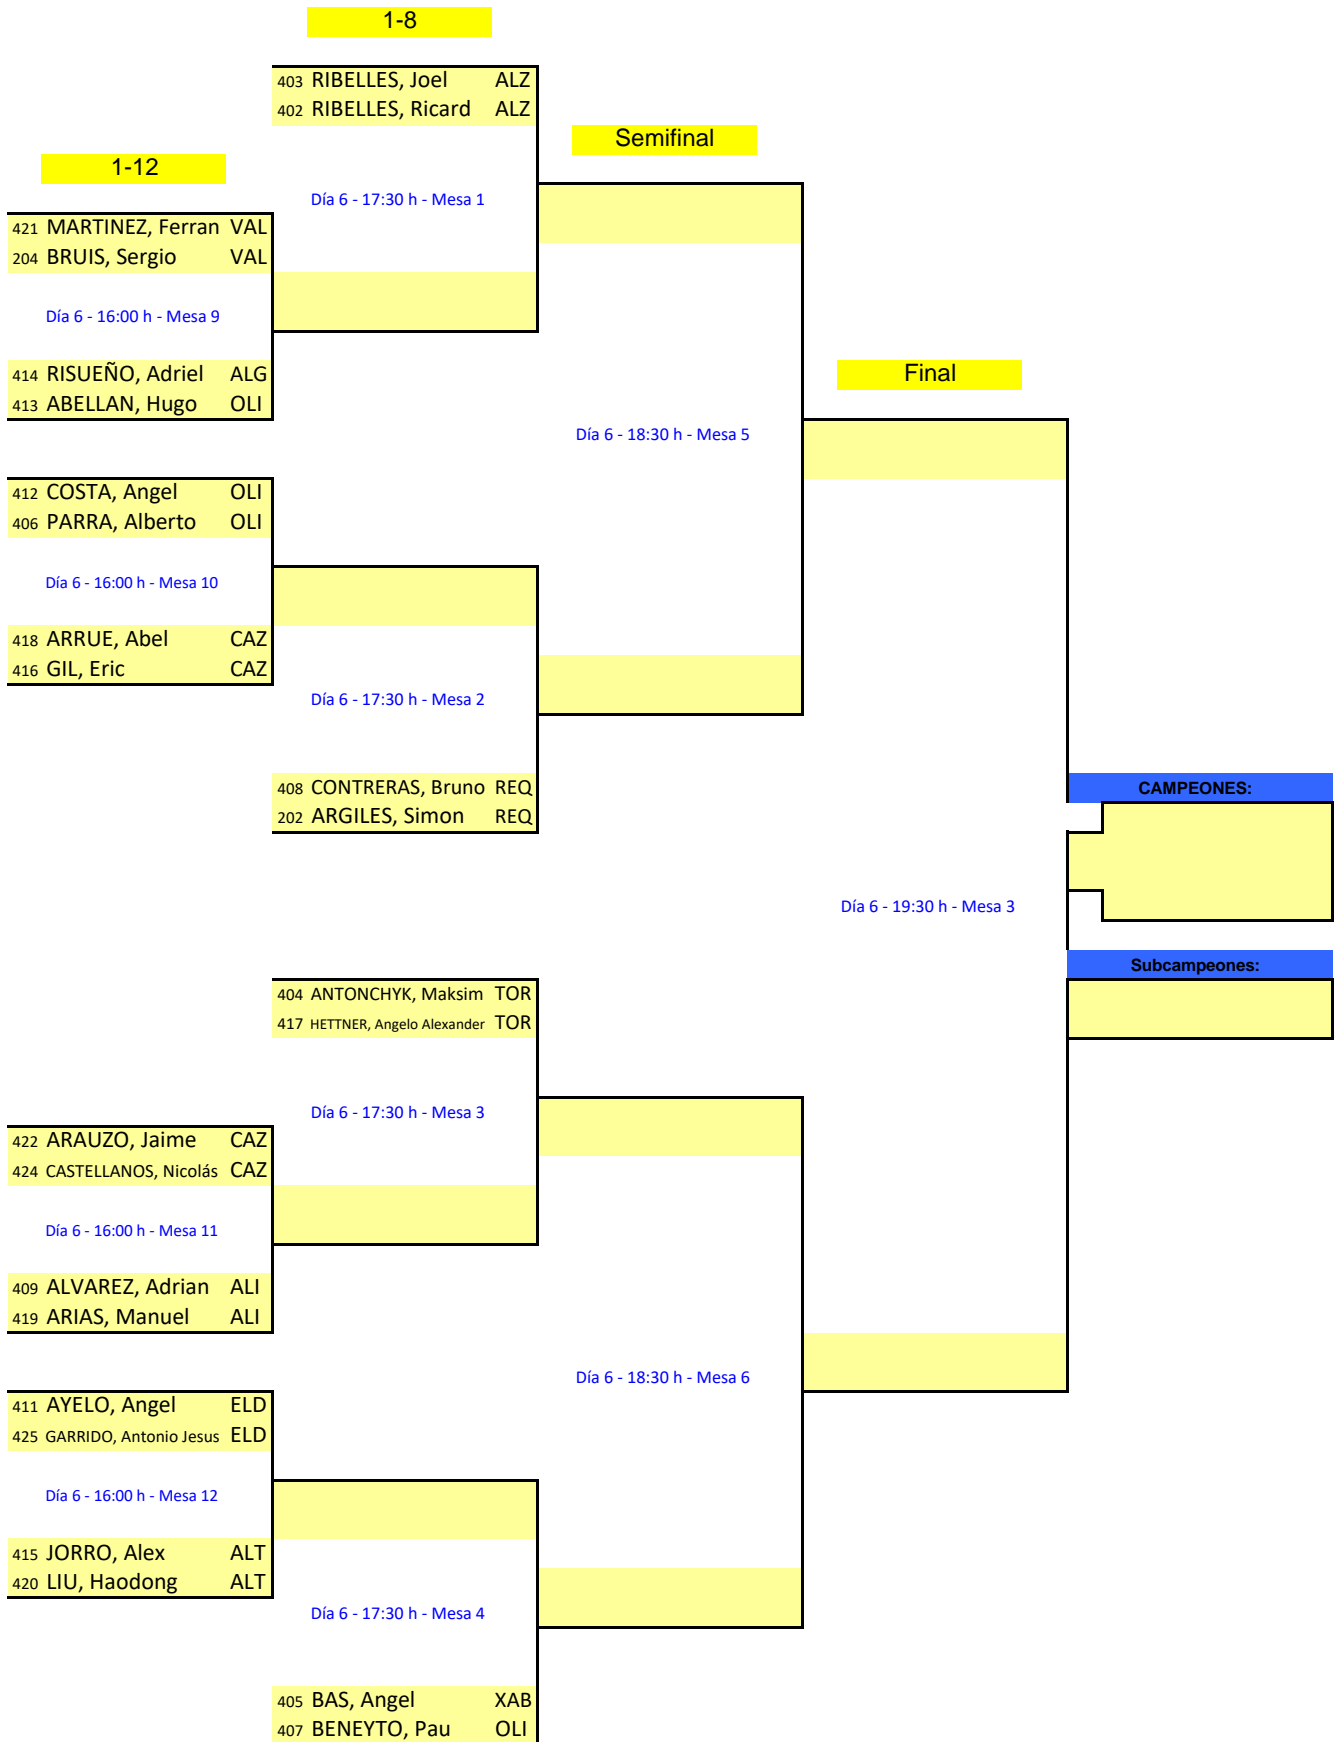 1-8
403 RIBELLES, Joel ALZ
402 RIBELLES, Ricard ALZ
Semifinal
1-12
Día 6 - 17:30 h - Mesa 1
421 MARTINEZ, Ferran VAL
204 BRUIS, Sergio VAL
Día 6 - 16:00 h - Mesa 9
414 RISUEÑO, Adriel ALG
413 ABELLAN, Hugo OLI
Final
Día 6 - 18:30 h - Mesa 5
412 COSTA, Angel OLI
406 PARRA, Alberto OLI
Día 6 - 16:00 h - Mesa 10
418 ARRUE, Abel CAZ
416 GIL, Eric CAZ
Día 6 - 17:30 h - Mesa 2
408 CONTRERAS, Bruno REQ
202 ARGILES, Simon REQ
CAMPEONES:
Día 6 - 19:30 h - Mesa 3
Subcampeones:
404 ANTONCHYK, Maksim TOR
417 HETTNER, Angelo Alexander TOR
Día 6 - 17:30 h - Mesa 3
422 ARAUZO, Jaime CAZ
424 CASTELLANOS, Nicolás CAZ
Día 6 - 16:00 h - Mesa 11
409 ALVAREZ, Adrian ALI
419 ARIAS, Manuel ALI
Día 6 - 18:30 h - Mesa 6
411 AYELO, Angel ELD
425 GARRIDO, Antonio Jesus ELD
Día 6 - 16:00 h - Mesa 12
415 JORRO, Alex ALT
420 LIU, Haodong ALT
Día 6 - 17:30 h - Mesa 4
405 BAS, Angel XAB
407 BENEYTO, Pau OLI